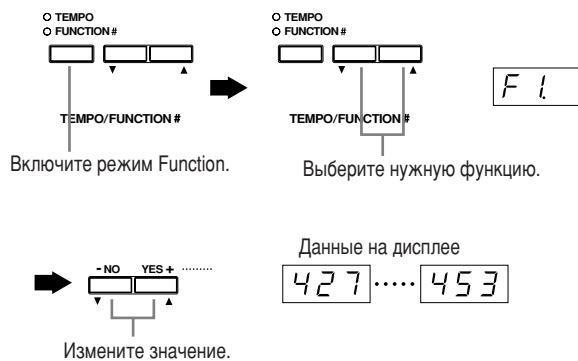 TEMPO
FUNCTION #
TEMPO/FUNCTION #
Включите режим Function.
TEMPO
FUNCTION #
TEMPO/FUNCTION #
Выберите нужную функцию.
F 1.
- NO YES + ·········
Измените значение.
Данные на дисплее
427 ····· 453